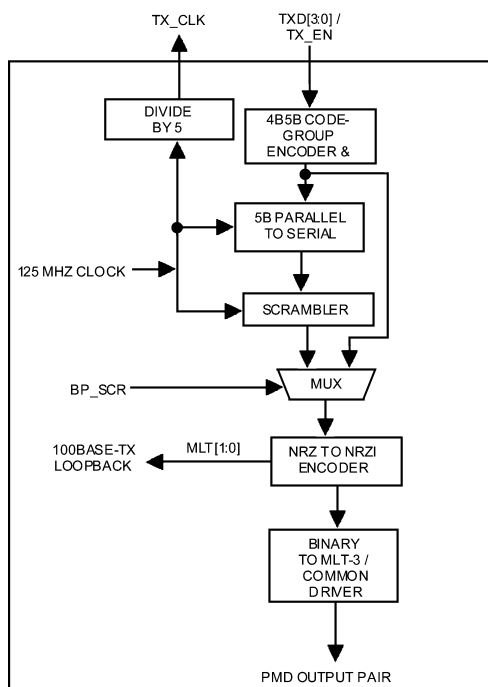 TX_CLK
TXD[3:0] /
TX_EN
DIVIDE
BY 5
4B5B CODE-
GROUP
ENCODER &
5B PARALLEL
TO SERIAL
125 MHZ CLOCK
SCRAMBLER
MUX
BP_SCR
100BASE-TX
LOOPBACK
MLT[1:0]
NRZ TO NRZI
ENCODER
BINARY
TO MLT-3 /
COMMON
DRIVER
PMD OUTPUT PAIR